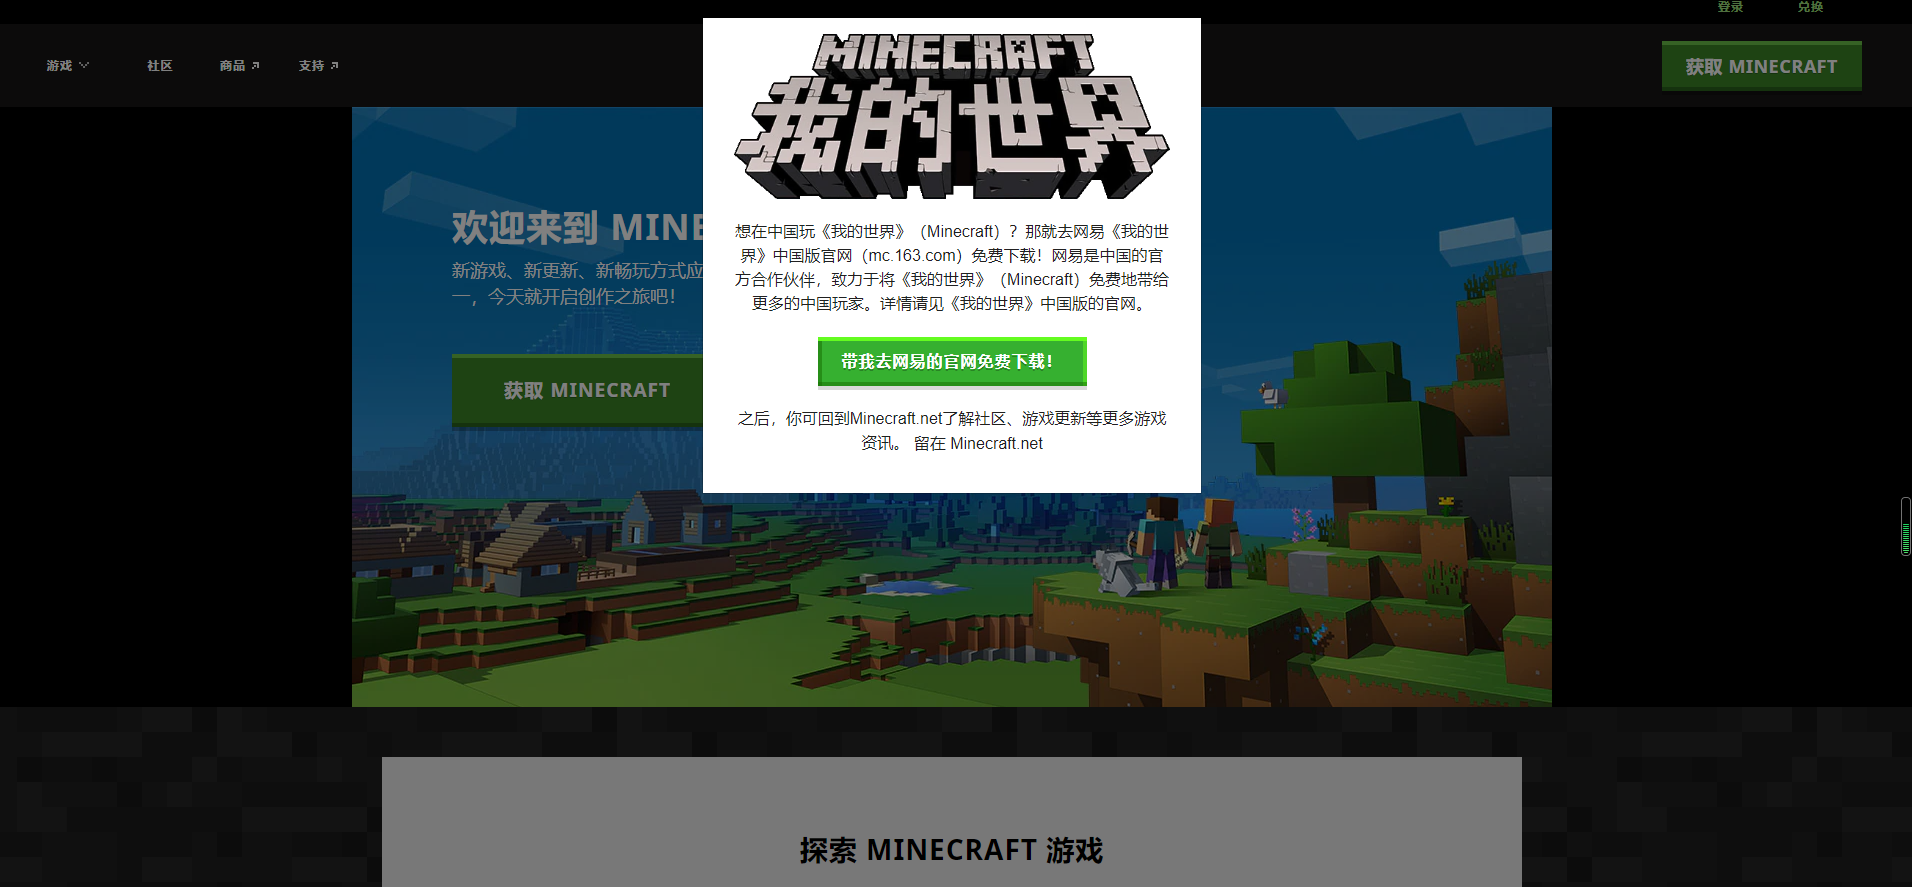 登录 兑换
游戏 社区 商品 支持
获取 MINECRAFT
MINECRAFT
我的世界
欢迎来到 MINE
新游戏、新更新、新畅玩方式应
一，今天就开启创作之旅吧！
获取 MINECRAFT
想在中国玩《我的世界》（Minecraft）？那就去网易《我的世
界》中国版官网（mc.163.com）免费下载！网易是中国的官
方合作伙伴，致力于将《我的世界》（Minecraft）免费地带给
更多的中国玩家。详情请见《我的世界》中国版的官网。
带我去网易的官网免费下载！
之后，你可回到Minecraft.net了解社区、游戏更新等更多游戏
资讯。 留在 Minecraft.net
探索 MINECRAFT 游戏